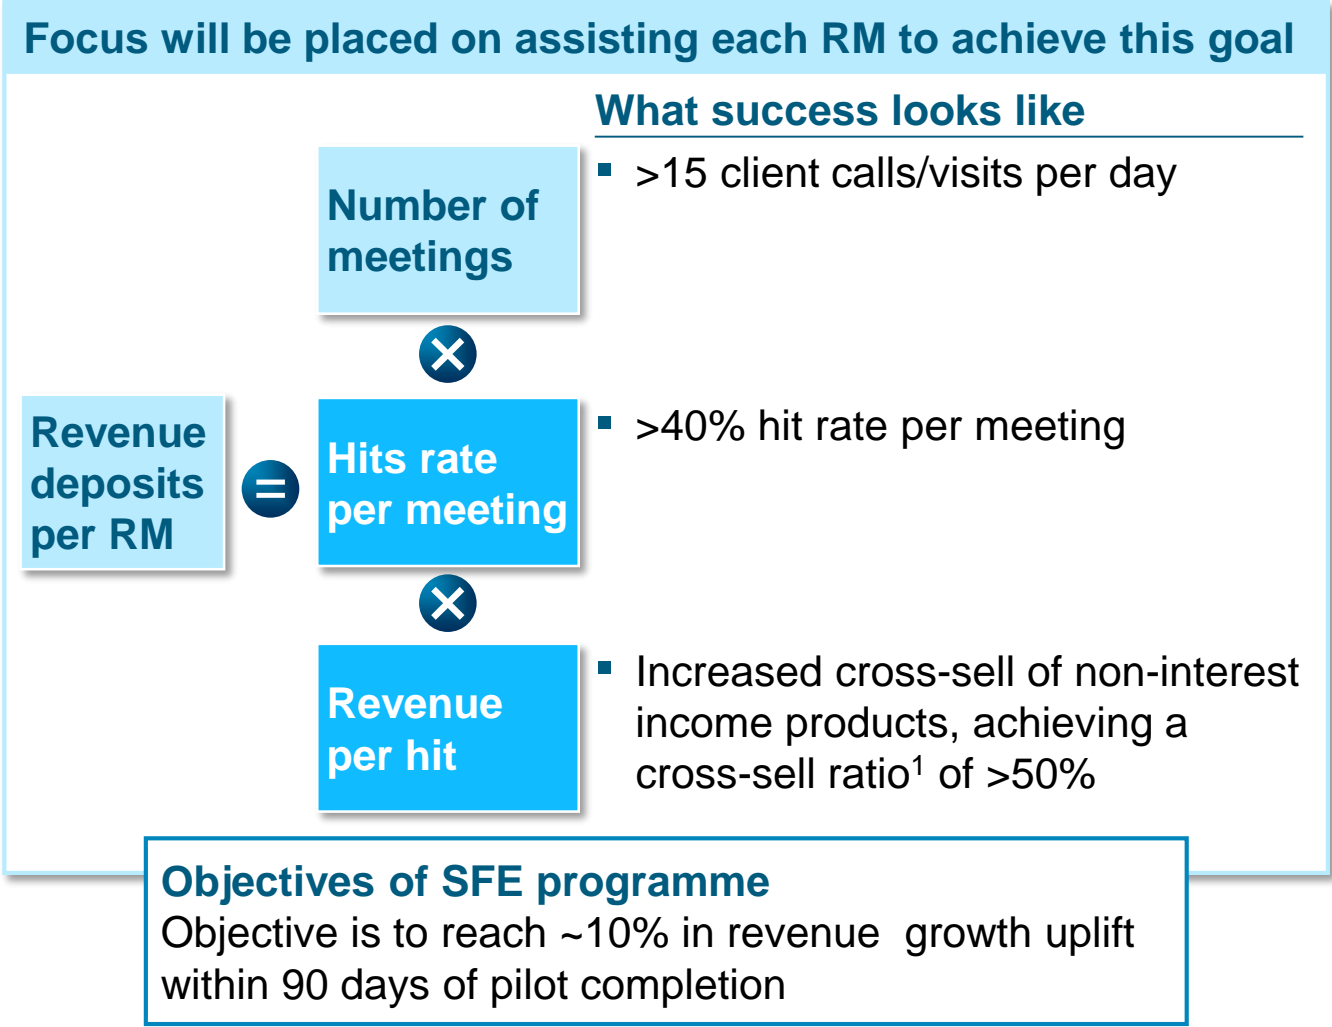 Focus will be placed on assisting each RM to achieve this goal
What success looks like
Number of
meetings
▪ >15 client calls/visits per day
×
Revenue
deposits
per RM
=
Hits rate
per meeting
▪ >40% hit rate per meeting
×
Revenue
per hit
▪ Increased cross-sell of non-interest
income products, achieving a
cross-sell ratio¹ of >50%
Objectives of SFE programme
Objective is to reach ~10% in revenue  growth uplift
within 90 days of pilot completion